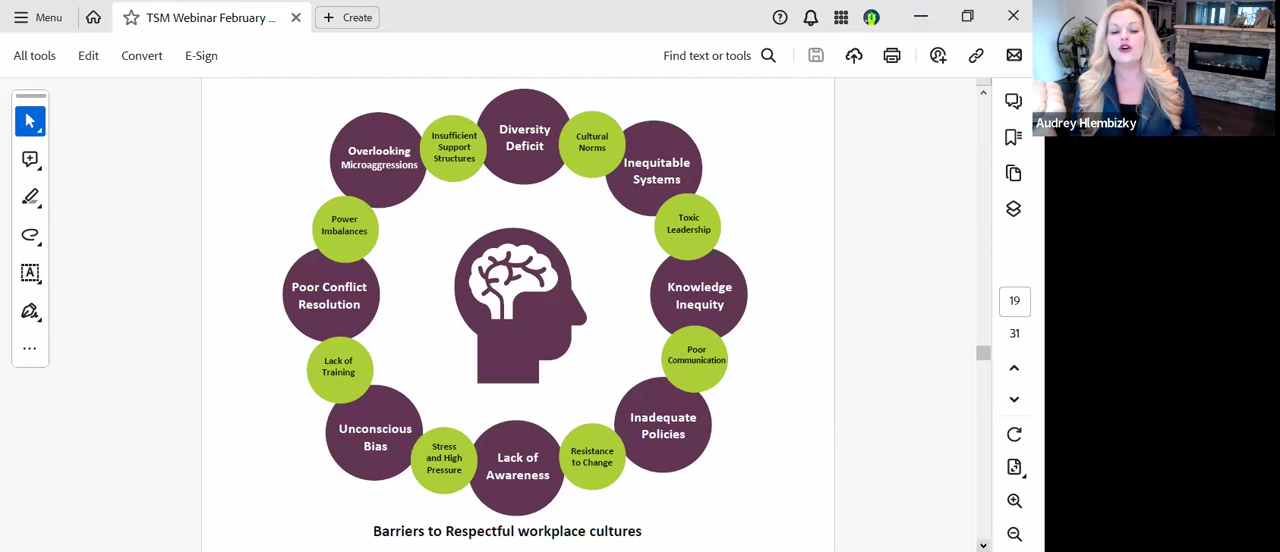 Menu
TSM Webinar February ...
Create
All tools
Edit
Convert
E-Sign
Find text or tools
Audrey Hlembizky
Diversity
Deficit
Cultural
Norms
Inequitable
Systems
Toxic
Leadership
Knowledge
Inequity
Poor
Communication
Inadequate
Policies
Resistance
to Change
Lack of
Awareness
Stress
and High
Pressure
Unconscious
Bias
Lack of
Training
Poor Conflict
Resolution
Power
Imbalances
Overlooking
Microaggressions
Insufficient
Support
Structures
Barriers to Respectful workplace cultures
19
31